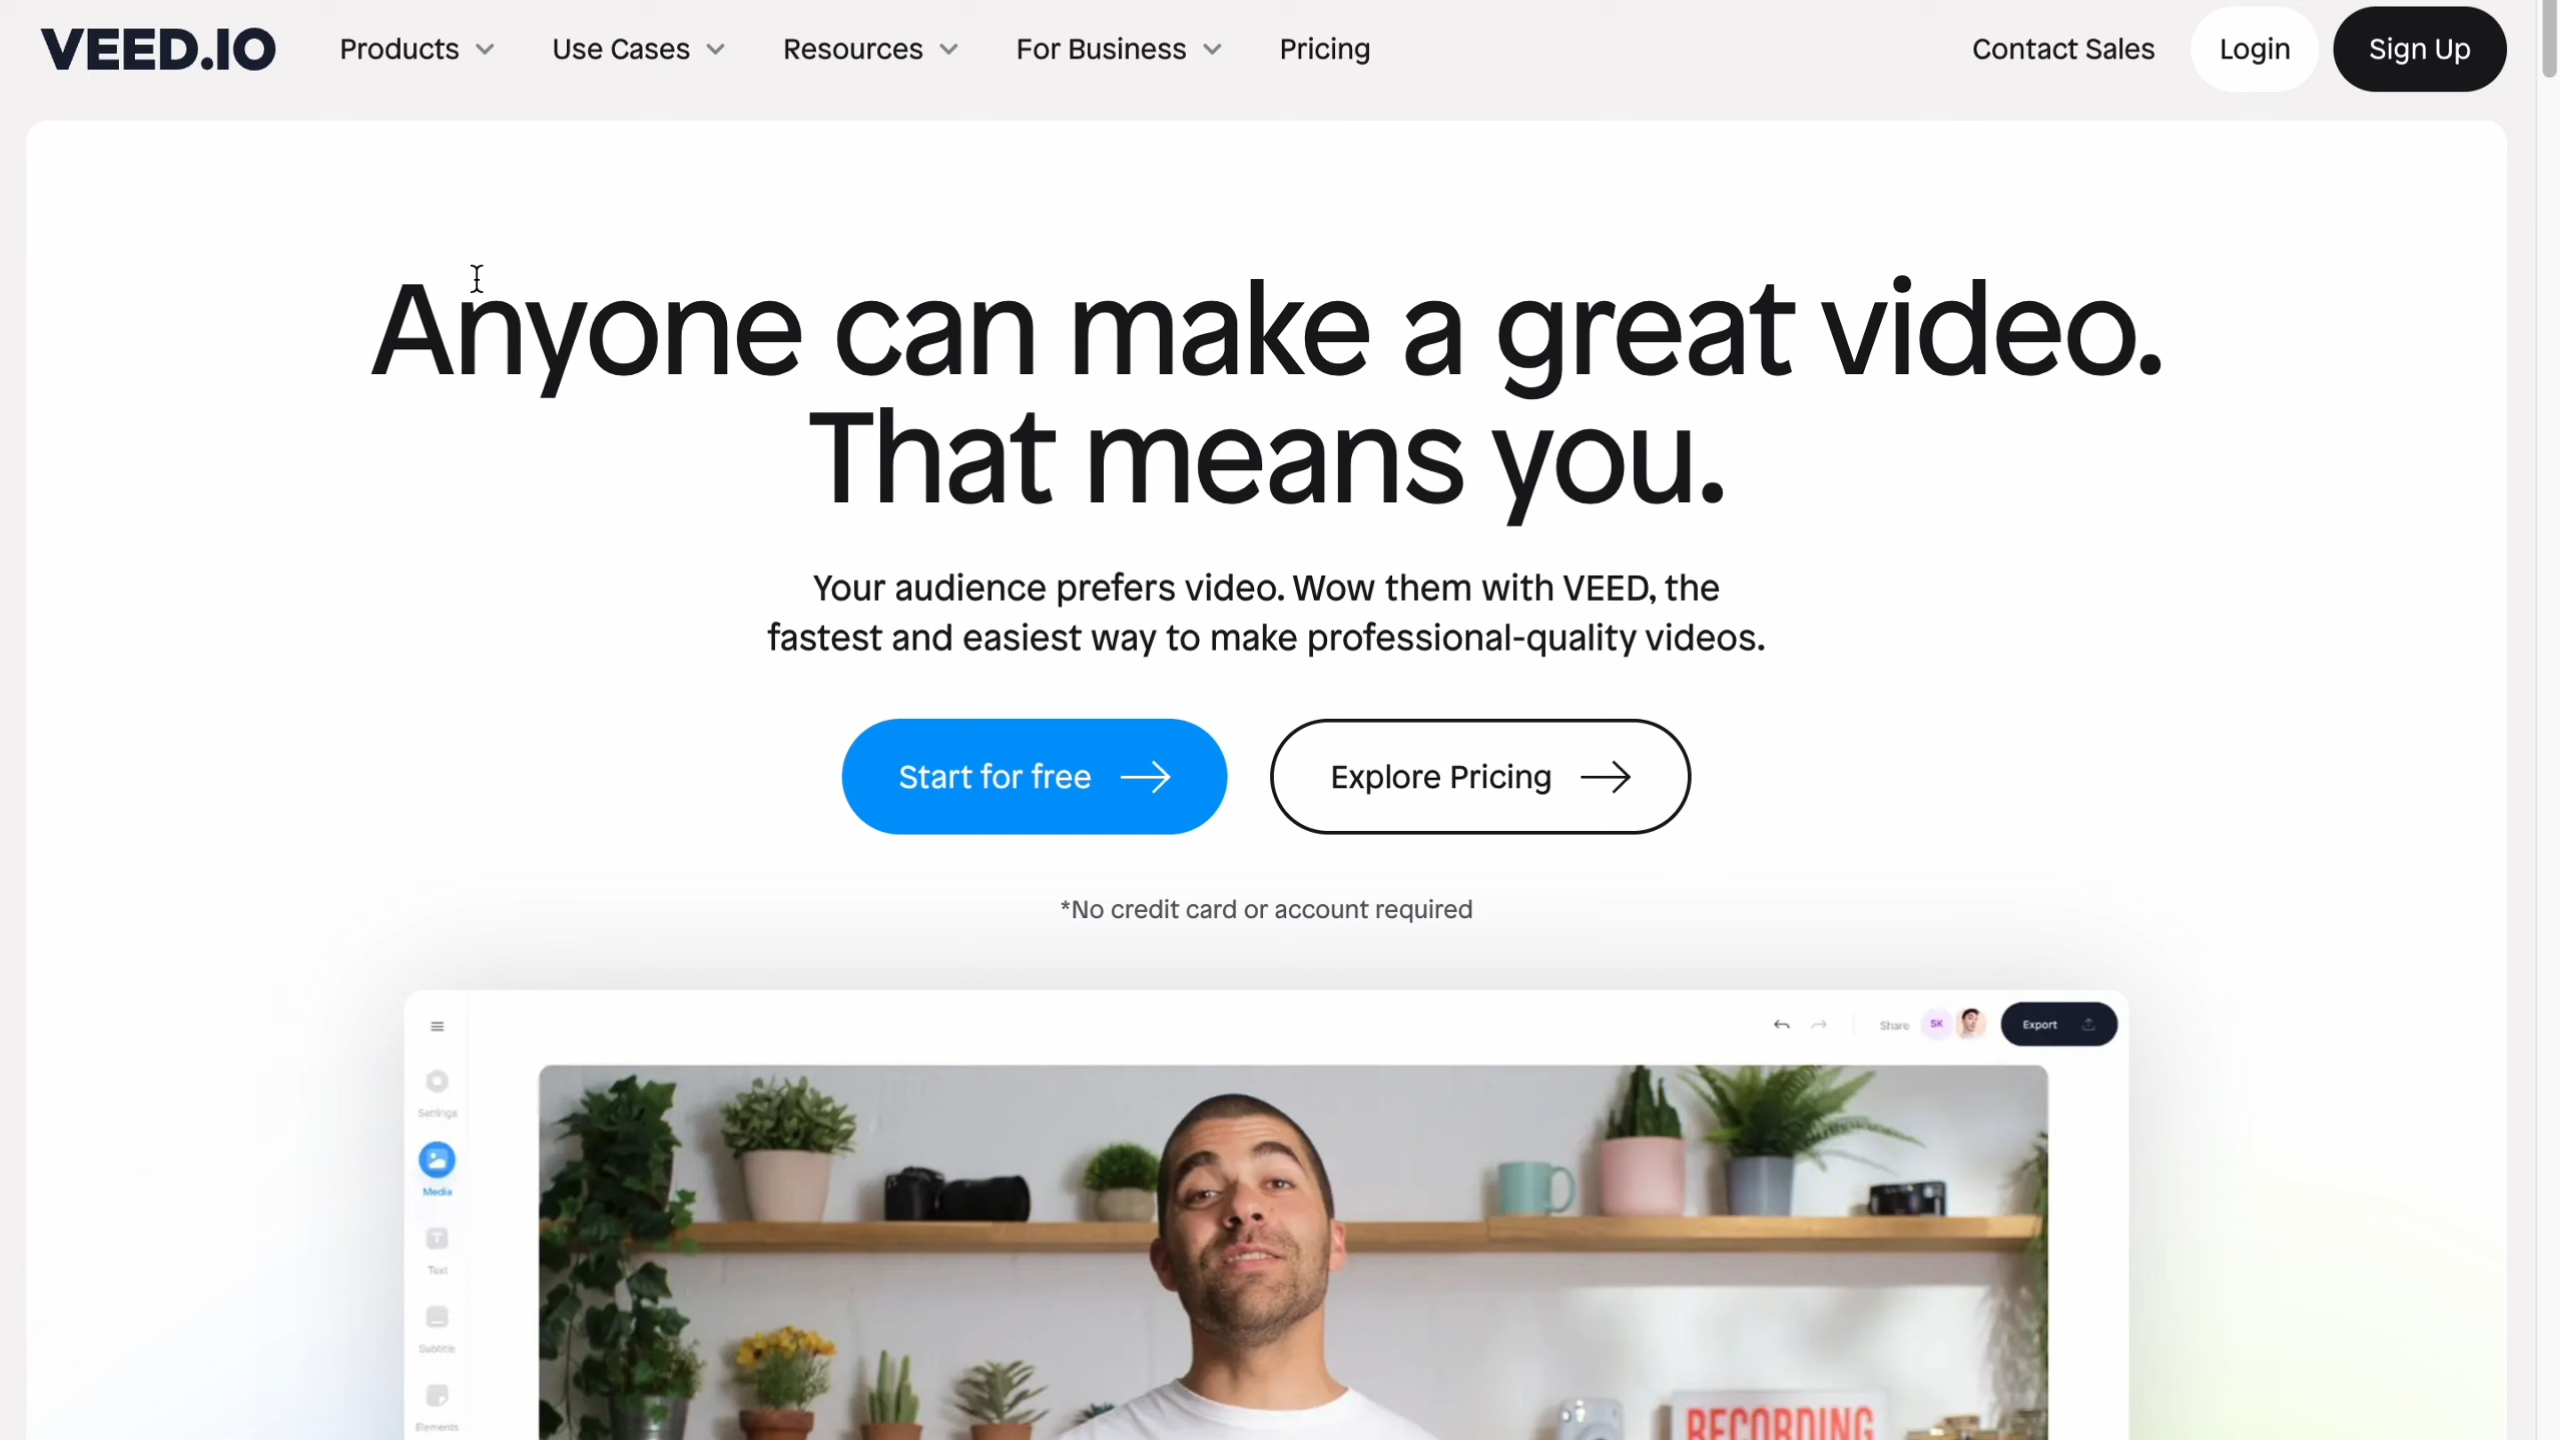 VEED.IO
Products
Use Cases
Resources
For Business
Pricing
Contact Sales
Login
Sign Up
Anyone can make a great video.
That means you.
Your audience prefers video. Wow them with VEED, the
fastest and easiest way to make professional-quality videos.
Start for free
Explore Pricing
*No credit card or account required
Share
SK
Export
Settings
Media
Text
Subtitle
Elements
RECORDING